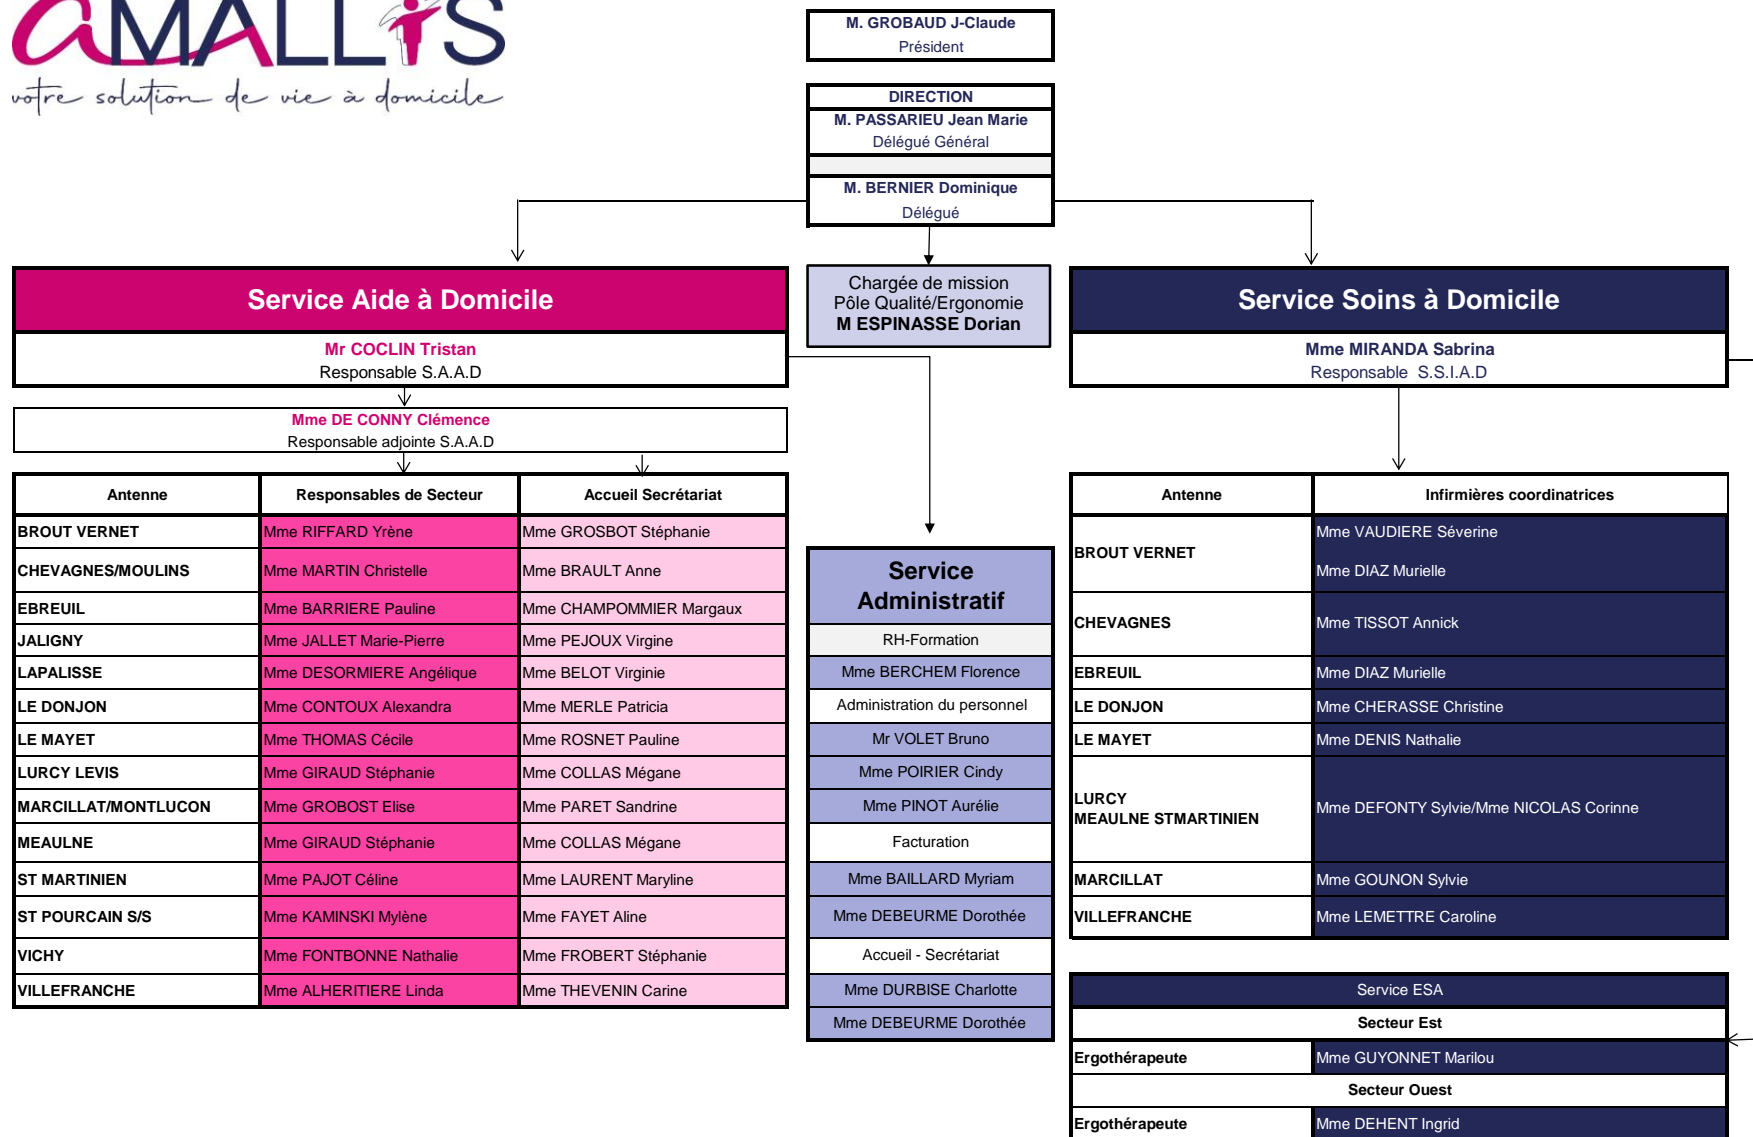 aMALLIS
votre solution de vie à domicile
M. GROBAUD J-Claude
Président
DIRECTION
M. PASSARIEU Jean Marie
Délégué Général
M. BERNIER Dominique
Délégué
Service Aide à Domicile
Mr COCLIN Tristan
Responsable S.A.A.D
Mme DE CONNY Clémence
Responsable adjointe S.A.A.D
Chargée de mission
Pôle Qualité/Ergonomie
M ESPINASSE Dorian
Service Soins à Domicile
Mme MIRANDA Sabrina
Responsable S.S.I.A.D
Antenne Responsables de Secteur Accueil Secrétariat
BROUT VERNET Mme RIFFARD Yrène Mme GROSBOT Stéphanie
CHEVAGNES/MOULINS Mme MARTIN Christelle Mme BRAULT Anne
EBREUIL Mme BARRIERE Pauline Mme CHAMPOMMIER Margaux
JALIGNY Mme JALLET Marie-Pierre Mme PEJOUX Virgine
LAPALISSE Mme DESORMIERE Angélique Mme BELOT Virginie
LE DONJON Mme CONTOUX Alexandra Mme MERLE Patricia
LE MAYET Mme THOMAS Cécile Mme ROSNET Pauline
LURCY LEVIS Mme GIRAUD Stéphanie Mme COLLAS Mégane
MARCILLAT/MONTLUCON Mme GROBOST Elise Mme PARET Sandrine
MEAULNE Mme GIRAUD Stéphanie Mme COLLAS Mégane
ST MARTINIEN Mme PAJOT Céline Mme LAURENT Maryline
ST POURCAIN S/S Mme KAMINSKI Mylène Mme FAYET Aline
VICHY Mme FONTBONNE Nathalie Mme FROBERT Stéphanie
VILLEFRANCHE Mme ALHERITIERE Linda Mme THEVENIN Carine
Service
Administratif
RH-Formation
Mme BERCHEM Florence
Administration du personnel
Mr VOLET Bruno
Mme POIRIER Cindy
Mme PINOT Aurélie
Facturation
Mme BAILLARD Myriam
Mme DEBEURME Dorothée
Accueil - Secrétariat
Mme DURBISE Charlotte
Mme DEBEURME Dorothée
Antenne Infirmières coordinatrices
BROUT VERNET Mme VAUDIERE Séverine
Mme DIAZ Murielle
CHEVAGNES Mme TISSOT Annick
EBREUIL Mme DIAZ Murielle
LE DONJON Mme CHERASSE Christine
LE MAYET Mme DENIS Nathalie
LURCY
MEAULNE STMARTINIEN Mme DEFONTY Sylvie/Mme NICOLAS Corinne
MARCILLAT Mme GOUNON Sylvie
VILLEFRANCHE Mme LEMETTRE Caroline
Service ESA
Secteur Est
Ergothérapeute Mme GUYONNET Marilou
Secteur Ouest
Ergothérapeute Mme DEHENT Ingrid